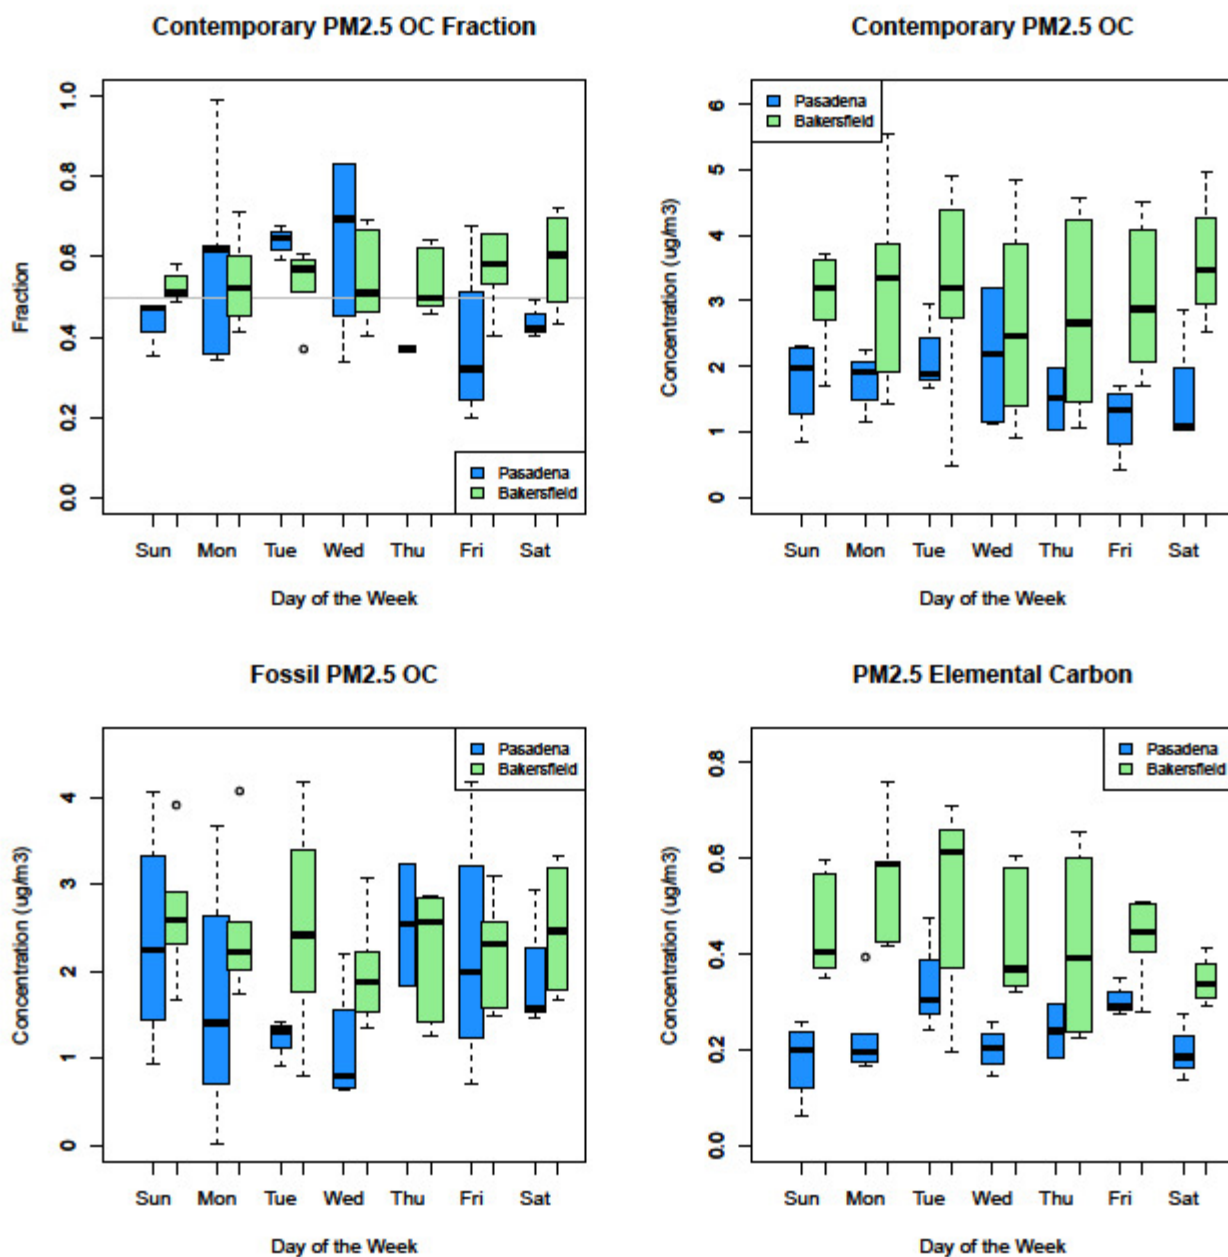 Contemporary PM2.5 OC Fraction
Fraction
1.0
0.8
0.6
0.4
0.2
0.0
Pasadena
Bakersfield
Sun Mon Tue Wed Thu Fri Sat
Day of the Week
Contemporary PM2.5 OC
Concentration (ug/m3)
6
5
4
3
2
1
0
Pasadena
Bakersfield
Sun Mon Tue Wed Thu Fri Sat
Day of the Week
Fossil PM2.5 OC
Concentration (ug/m3)
4
3
2
1
0
Pasadena
Bakersfield
Sun Mon Tue Wed Thu Fri Sat
Day of the Week
PM2.5 Elemental Carbon
Concentration (ug/m3)
0.8
0.6
0.4
0.2
0.0
Pasadena
Bakersfield
Sun Mon Tue Wed Thu Fri Sat
Day of the Week